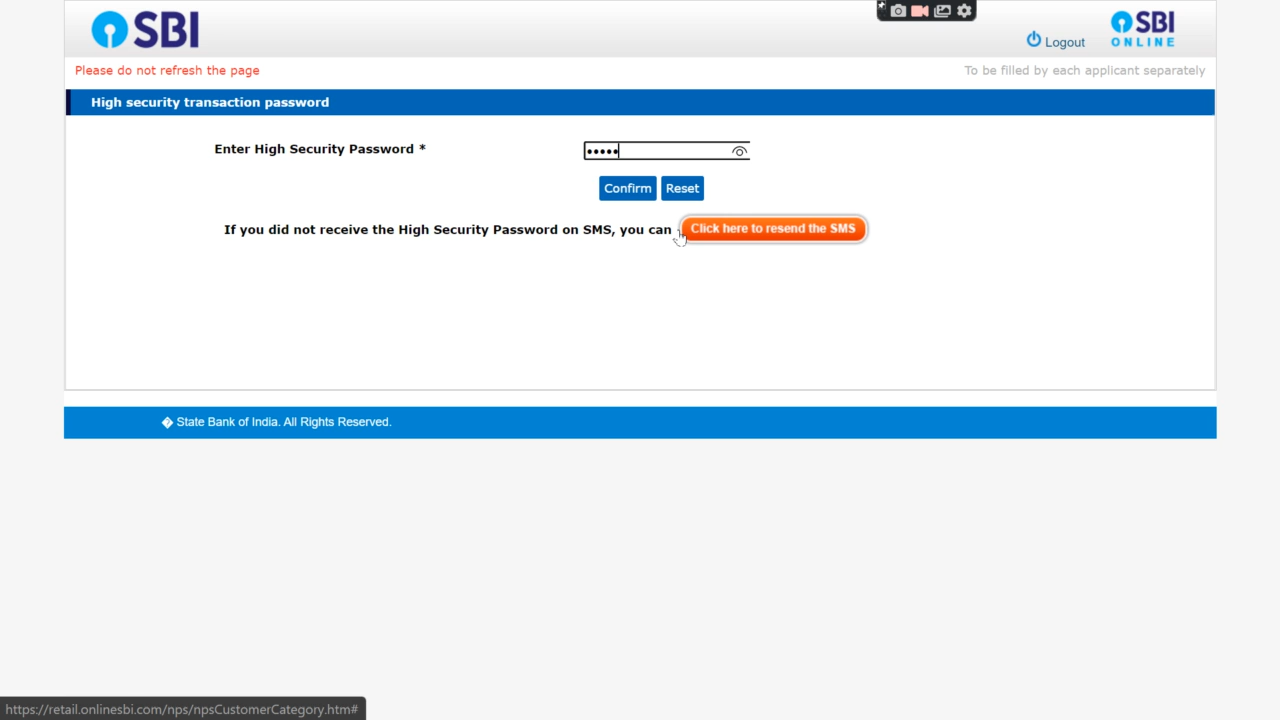 SBI
Logout
SBI
ONLINE
Please do not refresh the page
To be filled by each applicant separately
High security transaction password
Enter High Security Password *
•••••
Confirm Reset
If you did not receive the High Security Password on SMS, you can Click here to resend the SMS
� State Bank of India. All Rights Reserved.
https://retail.onlinesbi.com/nps/npsCustomerCategory.htm#